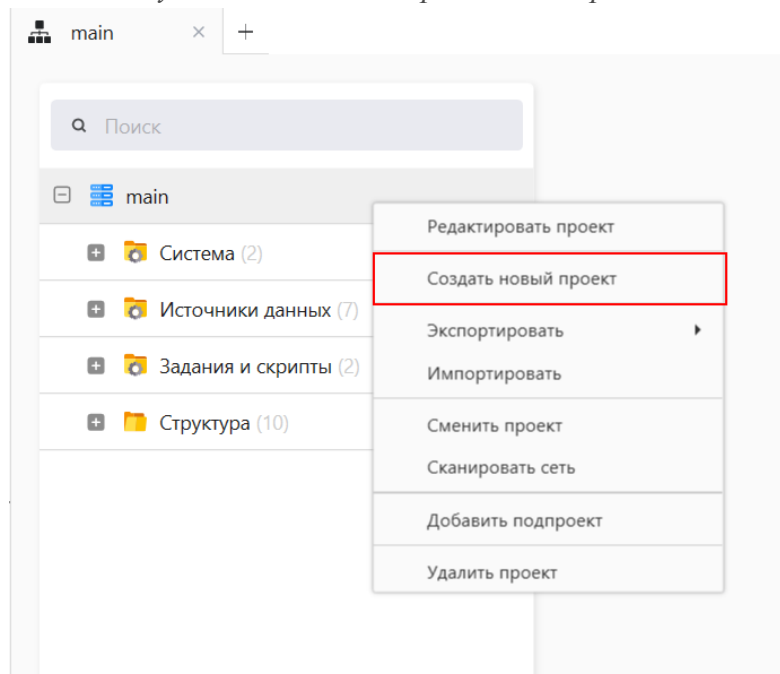 main
Поиск
main
Система (2)
Источники данных (7)
Задания и скрипты (2)
Структура (10)
Редактировать проект
Создать новый проект
Экспортировать
Импортировать
Сменить проект
Сканировать сеть
Добавить подпроект
Удалить проект